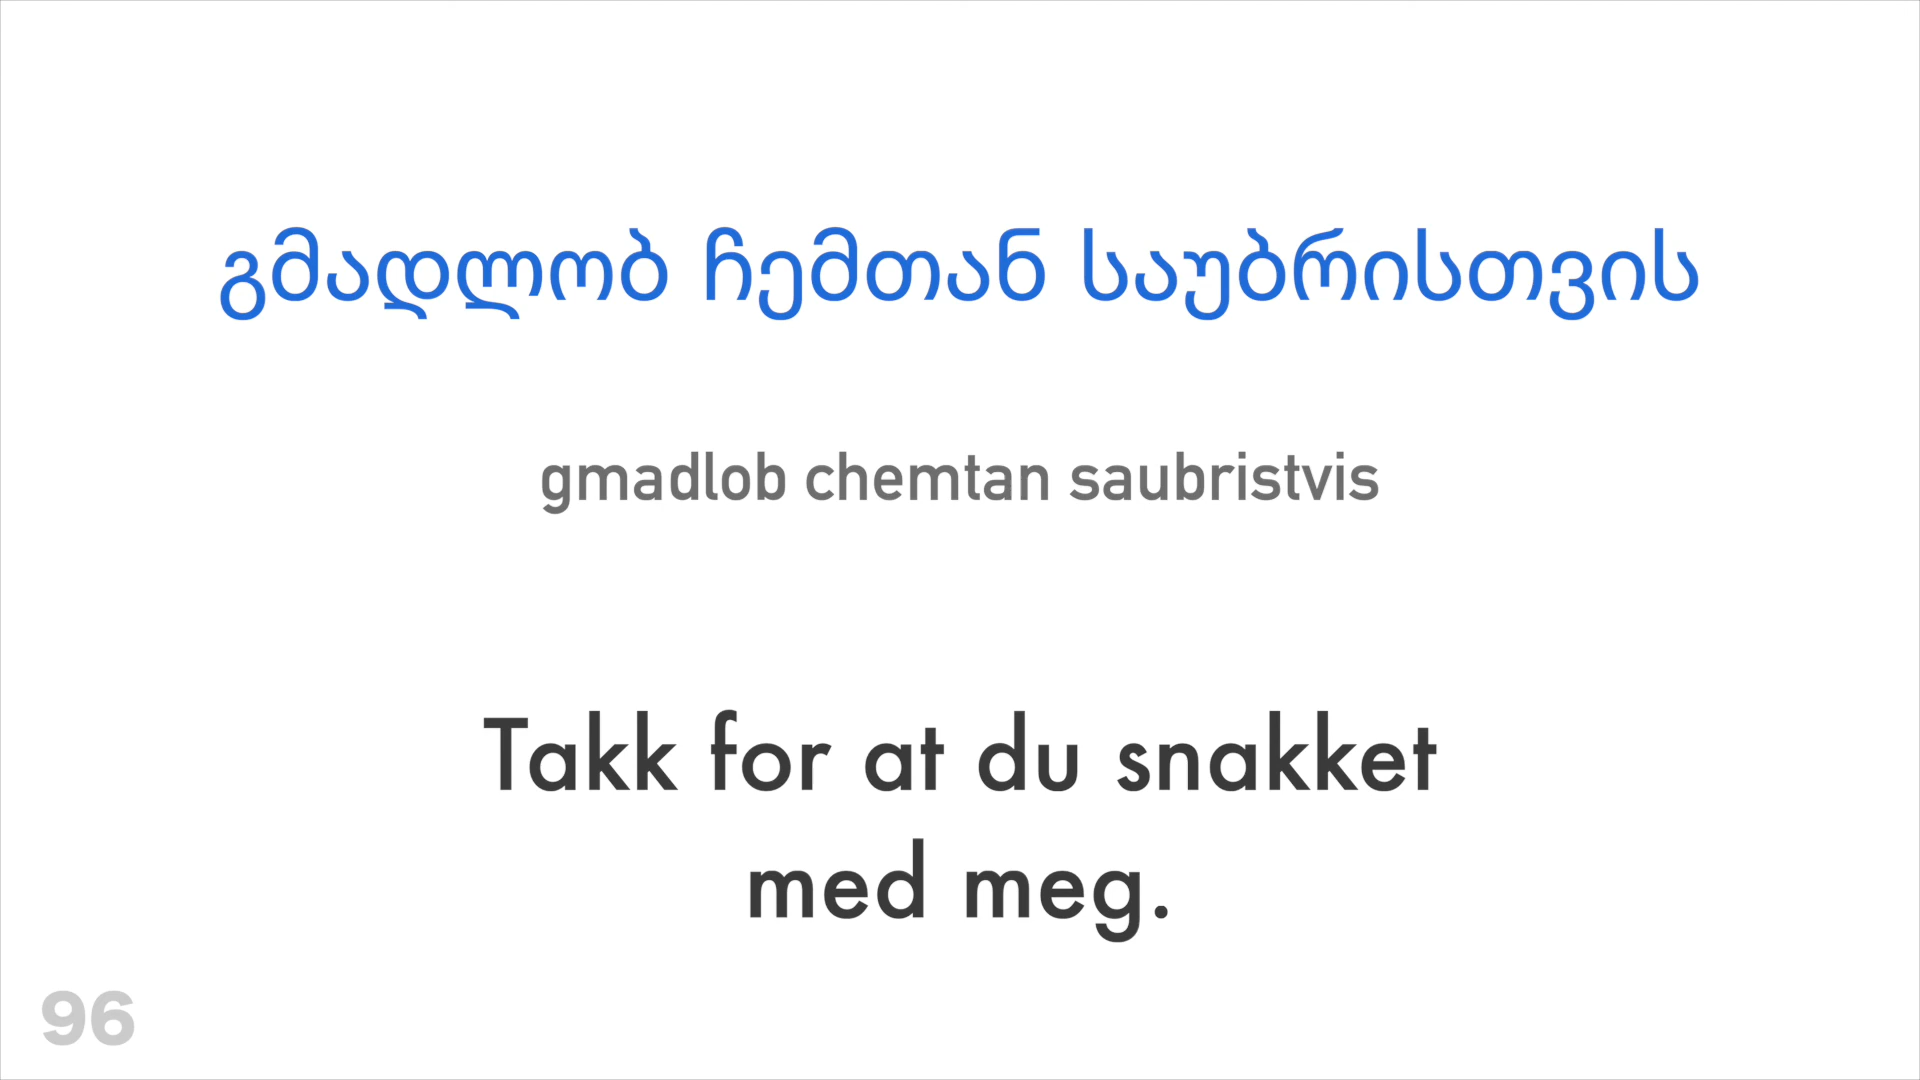 გმადლობ ჩემთან საუბრისთვის
gmadlob chemtan saubristvis
Takk for at du snakket
med meg.
96